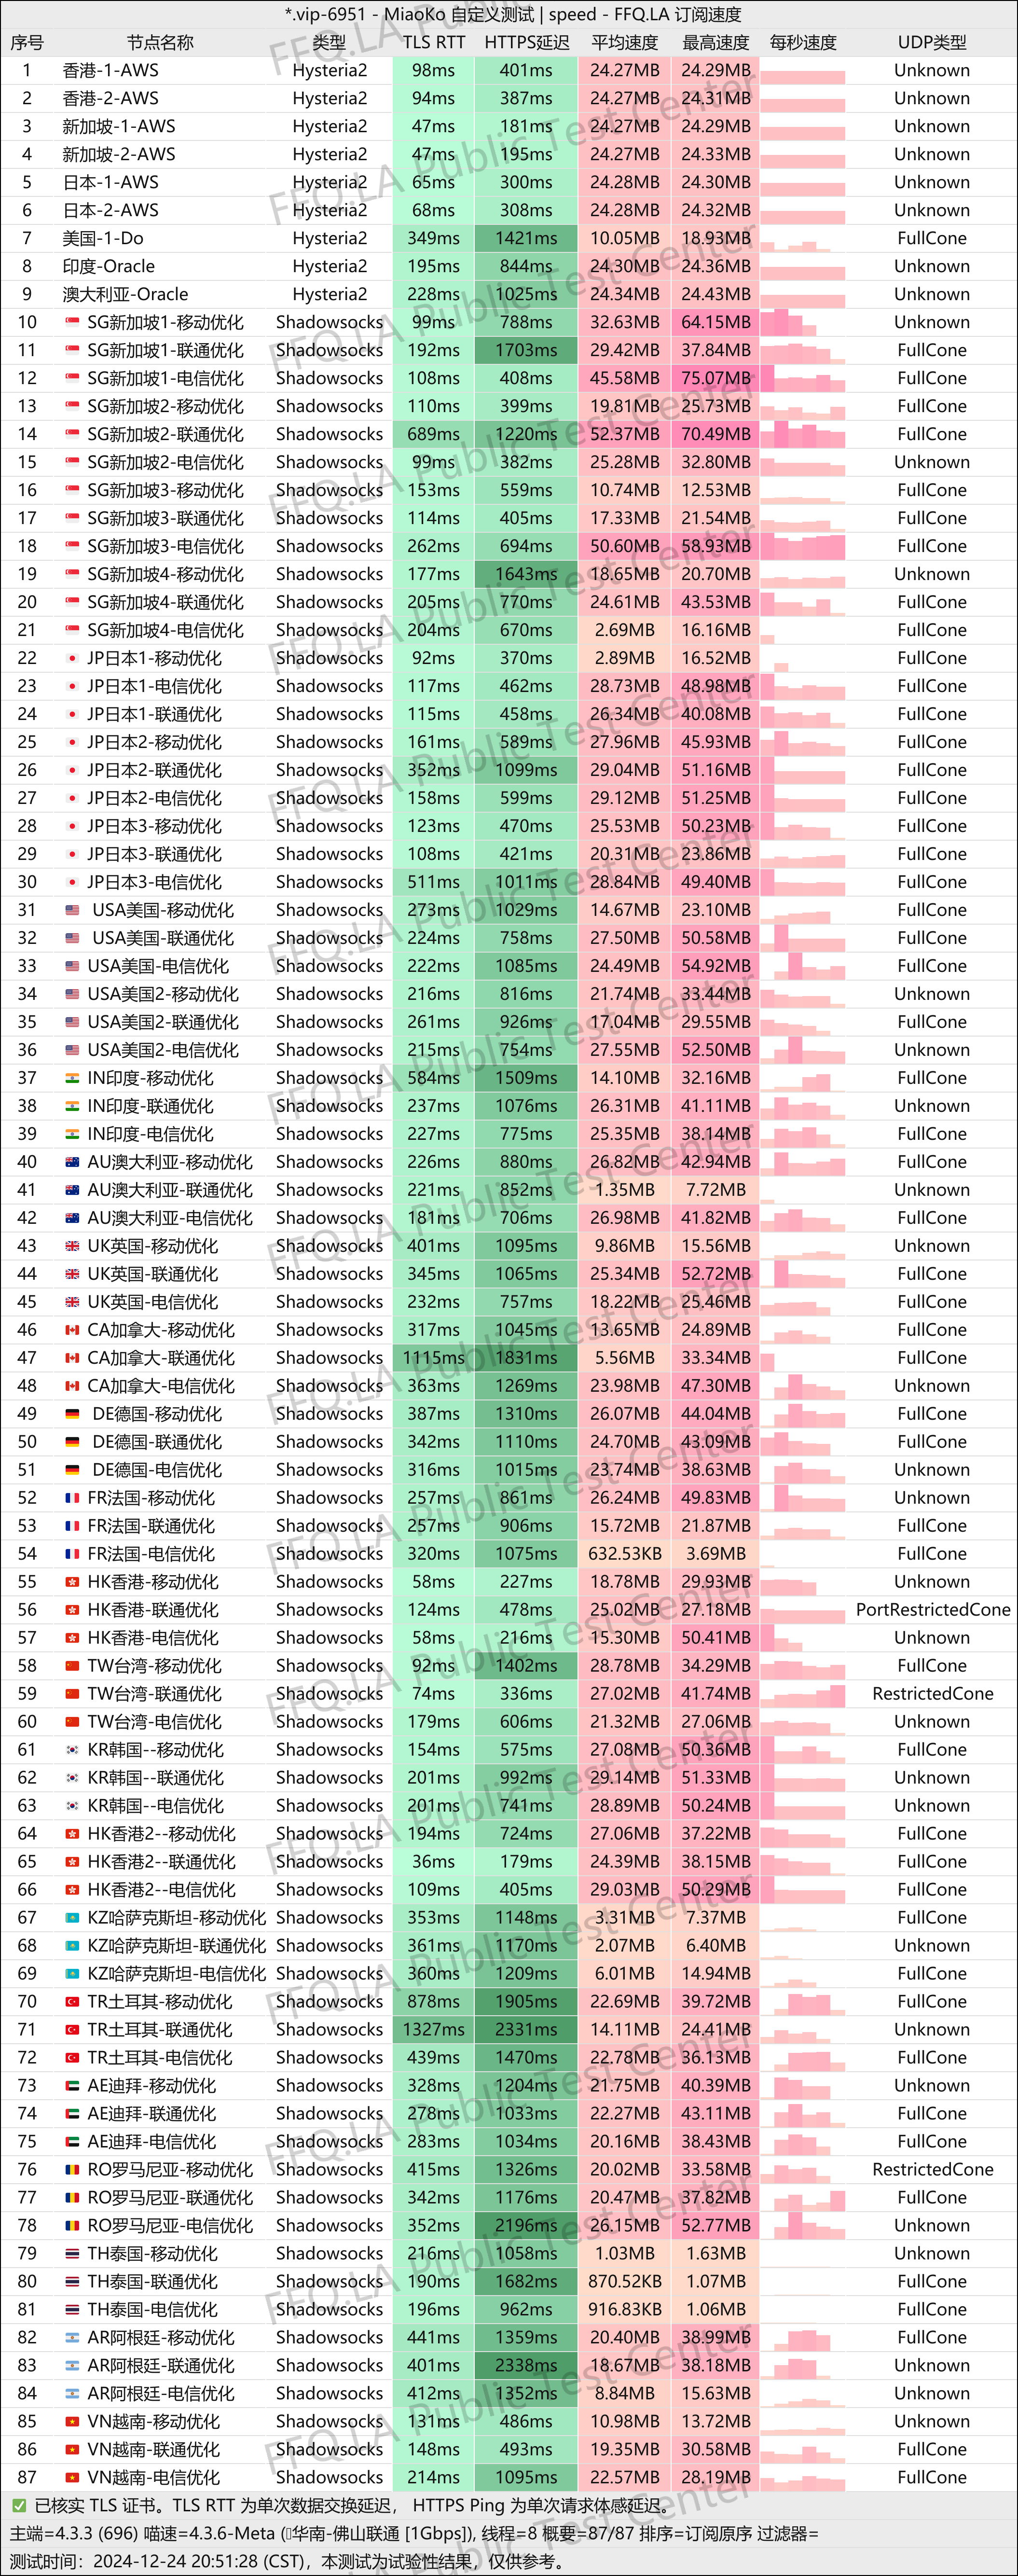 *.vip-6951 - MiaoKo 自定义测试 | speed - FFQ.LA 订阅速度
序号 节点名称 类型 TLS RTT HTTPS延迟 平均速度 最高速度 每秒速度 UDP类型
1 香港-1-AWS Hysteria2 98ms 401ms 24.27MB 24.29MB Unknown
2 香港-2-AWS Hysteria2 94ms 387ms 24.27MB 24.31MB Unknown
3 新加坡-1-AWS Hysteria2 47ms 181ms 24.27MB 24.29MB Unknown
4 新加坡-2-AWS Hysteria2 47ms 195ms 24.27MB 24.33MB Unknown
5 日本-1-AWS Hysteria2 65ms 300ms 24.28MB 24.30MB Unknown
6 日本-2-AWS Hysteria2 68ms 308ms 24.28MB 24.32MB Unknown
7 美国-1-Do Hysteria2 349ms 1421ms 10.05MB 18.93MB FullCone
8 印度-Oracle Hysteria2 195ms 844ms 24.30MB 24.36MB Unknown
9 澳大利亚-Oracle Hysteria2 228ms 1025ms 24.34MB 24.43MB Unknown
10 SG新加坡1-移动优化 Shadowsocks 99ms 788ms 32.63MB 64.15MB Unknown
11 SG新加坡1-联通优化 Shadowsocks 192ms 1703ms 29.42MB 37.84MB FullCone
12 SG新加坡1-电信优化 Shadowsocks 108ms 408ms 45.58MB 75.07MB FullCone
13 SG新加坡2-移动优化 Shadowsocks 110ms 399ms 19.81MB 25.73MB FullCone
14 SG新加坡2-联通优化 Shadowsocks 689ms 1220ms 52.37MB 70.49MB FullCone
15 SG新加坡2-电信优化 Shadowsocks 99ms 382ms 25.28MB 32.80MB Unknown
16 SG新加坡3-移动优化 Shadowsocks 153ms 559ms 10.74MB 12.53MB FullCone
17 SG新加坡3-联通优化 Shadowsocks 114ms 405ms 17.33MB 21.54MB FullCone
18 SG新加坡3-电信优化 Shadowsocks 262ms 694ms 50.60MB 58.93MB FullCone
19 SG新加坡4-移动优化 Shadowsocks 177ms 1643ms 18.65MB 20.70MB Unknown
20 SG新加坡4-联通优化 Shadowsocks 205ms 770ms 24.61MB 43.53MB FullCone
21 SG新加坡4-电信优化 Shadowsocks 204ms 670ms 2.69MB 16.16MB FullCone
22 JP日本1-移动优化 Shadowsocks 92ms 370ms 2.89MB 16.52MB FullCone
23 JP日本1-电信优化 Shadowsocks 117ms 462ms 28.73MB 48.98MB FullCone
24 JP日本1-联通优化 Shadowsocks 115ms 458ms 26.34MB 40.08MB FullCone
25 JP日本2-移动优化 Shadowsocks 161ms 589ms 27.96MB 45.93MB FullCone
26 JP日本2-联通优化 Shadowsocks 352ms 1099ms 29.04MB 51.16MB FullCone
27 JP日本2-电信优化 Shadowsocks 158ms 599ms 29.12MB 51.25MB FullCone
28 JP日本3-移动优化 Shadowsocks 123ms 470ms 25.53MB 50.23MB FullCone
29 JP日本3-联通优化 Shadowsocks 108ms 421ms 20.31MB 23.86MB FullCone
30 JP日本3-电信优化 Shadowsocks 511ms 1011ms 28.84MB 49.40MB FullCone
31 USA美国-移动优化 Shadowsocks 273ms 1029ms 14.67MB 23.10MB FullCone
32 USA美国-联通优化 Shadowsocks 224ms 758ms 27.50MB 50.58MB FullCone
33 USA美国-电信优化 Shadowsocks 222ms 1085ms 24.49MB 54.92MB FullCone
34 USA美国2-移动优化 Shadowsocks 216ms 816ms 21.74MB 33.44MB FullCone
35 USA美国2-联通优化 Shadowsocks 261ms 926ms 17.04MB 29.55MB FullCone
36 USA美国2-电信优化 Shadowsocks 215ms 754ms 27.55MB 52.50MB FullCone
37 IN印度-移动优化 Shadowsocks 584ms 1509ms 14.10MB 32.16MB FullCone
38 IN印度-联通优化 Shadowsocks 237ms 1076ms 26.31MB 41.11MB FullCone
39 IN印度-电信优化 Shadowsocks 227ms 775ms 25.35MB 38.14MB FullCone
40 AU澳大利亚-移动优化 Shadowsocks 226ms 880ms 26.82MB 42.94MB FullCone
41 AU澳大利亚-联通优化 Shadowsocks 221ms 852ms 1.35MB 7.72MB Unknown
42 AU澳大利亚-电信优化 Shadowsocks 181ms 706ms 26.98MB 41.82MB FullCone
43 UK英国-移动优化 Shadowsocks 401ms 1095ms 9.86MB 15.56MB Unknown
44 UK英国-联通优化 Shadowsocks 345ms 1065ms 25.34MB 52.72MB FullCone
45 UK英国-电信优化 Shadowsocks 232ms 757ms 18.22MB 25.46MB FullCone
46 CA加拿大-移动优化 Shadowsocks 317ms 1045ms 13.65MB 24.89MB FullCone
47 CA加拿大-联通优化 Shadowsocks 1115ms 1831ms 5.56MB 33.34MB FullCone
48 CA加拿大-电信优化 Shadowsocks 363ms 1269ms 23.98MB 47.30MB Unknown
49 DE德国-移动优化 Shadowsocks 387ms 1310ms 26.07MB 44.04MB FullCone
50 DE德国-联通优化 Shadowsocks 342ms 1110ms 24.70MB 43.09MB FullCone
51 DE德国-电信优化 Shadowsocks 316ms 1015ms 23.74MB 38.63MB Unknown
52 FR法国-移动优化 Shadowsocks 257ms 861ms 26.24MB 49.83MB Unknown
53 FR法国-联通优化 Shadowsocks 257ms 906ms 15.72MB 21.87MB FullCone
54 FR法国-电信优化 Shadowsocks 320ms 1075ms 632.53KB 3.69MB FullCone
55 HK香港-移动优化 Shadowsocks 58ms 227ms 18.78MB 29.93MB Unknown
56 HK香港-联通优化 Shadowsocks 124ms 478ms 25.02MB 27.18MB PortRestrictedCone
57 HK香港-电信优化 Shadowsocks 58ms 216ms 15.30MB 50.41MB Unknown
58 TW台湾-移动优化 Shadowsocks 92ms 1402ms 28.78MB 34.29MB FullCone
59 TW台湾-联通优化 Shadowsocks 74ms 336ms 27.02MB 41.74MB RestrictedCone
60 TW台湾-电信优化 Shadowsocks 179ms 606ms 21.32MB 27.06MB Unknown
61 KR韩国--移动优化 Shadowsocks 154ms 575ms 27.08MB 50.36MB FullCone
62 KR韩国--联通优化 Shadowsocks 201ms 992ms 29.14MB 51.33MB Unknown
63 KR韩国--电信优化 Shadowsocks 201ms 741ms 28.89MB 50.24MB Unknown
64 HK香港2--移动优化 Shadowsocks 194ms 724ms 27.06MB 37.22MB FullCone
65 HK香港2--联通优化 Shadowsocks 36ms 179ms 24.39MB 38.15MB FullCone
66 HK香港2--电信优化 Shadowsocks 109ms 405ms 29.03MB 50.29MB FullCone
67 KZ哈萨克斯坦-移动优化 Shadowsocks 353ms 1148ms 3.31MB 7.37MB FullCone
68 KZ哈萨克斯坦-联通优化 Shadowsocks 361ms 1170ms 2.07MB 6.40MB Unknown
69 KZ哈萨克斯坦-电信优化 Shadowsocks 360ms 1209ms 6.01MB 14.94MB FullCone
70 TR土耳其-移动优化 Shadowsocks 878ms 1905ms 22.69MB 39.72MB FullCone
71 TR土耳其-联通优化 Shadowsocks 1327ms 2331ms 14.11MB 24.41MB Unknown
72 TR土耳其-电信优化 Shadowsocks 439ms 1470ms 22.78MB 36.13MB FullCone
73 AE迪拜-移动优化 Shadowsocks 328ms 1204ms 21.75MB 40.39MB Unknown
74 AE迪拜-联通优化 Shadowsocks 278ms 1033ms 22.27MB 43.11MB FullCone
75 AE迪拜-电信优化 Shadowsocks 283ms 1034ms 20.16MB 38.43MB FullCone
76 RO罗马尼亚-移动优化 Shadowsocks 415ms 1326ms 20.02MB 33.58MB RestrictedCone
77 RO罗马尼亚-联通优化 Shadowsocks 342ms 1176ms 20.47MB 37.82MB FullCone
78 RO罗马尼亚-电信优化 Shadowsocks 352ms 2196ms 26.15MB 52.77MB Unknown
79 TH泰国-移动优化 Shadowsocks 216ms 1058ms 1.03MB 1.63MB Unknown
80 TH泰国-联通优化 Shadowsocks 190ms 1682ms 870.52KB 1.07MB FullCone
81 TH泰国-电信优化 Shadowsocks 196ms 962ms 916.83KB 1.06MB FullCone
82 AR阿根廷-移动优化 Shadowsocks 441ms 1359ms 20.40MB 38.99MB FullCone
83 AR阿根廷-联通优化 Shadowsocks 401ms 2338ms 18.67MB 38.18MB Unknown
84 AR阿根廷-电信优化 Shadowsocks 412ms 1352ms 8.84MB 15.63MB Unknown
85 VN越南-移动优化 Shadowsocks 131ms 486ms 10.98MB 13.72MB Unknown
86 VN越南-联通优化 Shadowsocks 148ms 493ms 19.35MB 30.58MB FullCone
87 VN越南-电信优化 Shadowsocks 214ms 1095ms 22.57MB 28.19MB FullCone
✅ 已核实 TLS 证书。TLS RTT 为单次数据交换延迟， HTTPS Ping 为单次请求体感延迟。
主端=4.3.3 (696) 喵速=4.3.6-Meta (华南-佛山联通 [1Gbps]), 线程=8 概要=87/87 排序=订阅原序 过滤器=
测试时间：2024-12-24 20:51:28 (CST)，本测试为试验性结果，仅供参考。
FFQ.LA Public Test Center